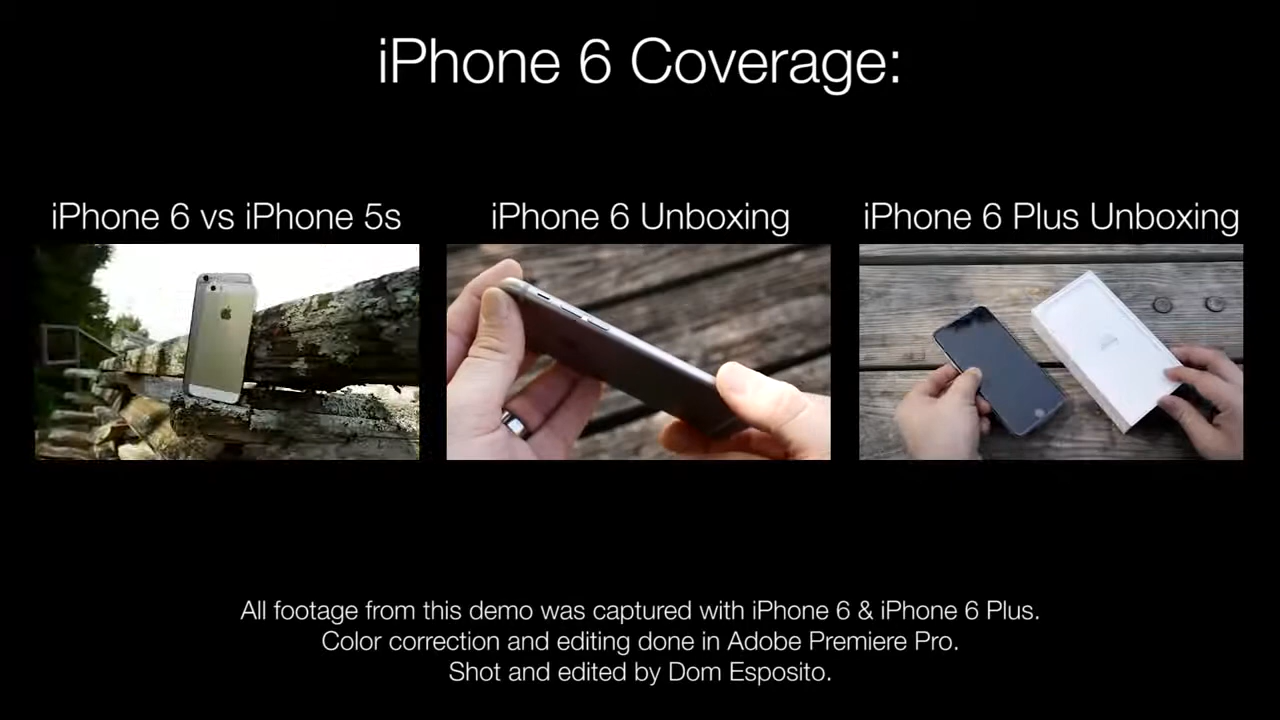 iPhone 6 Coverage:
iPhone 6 vs iPhone 5s
iPhone 6 Unboxing
iPhone 6 Plus Unboxing
All footage from this demo was captured with iPhone 6 & iPhone 6 Plus.
Color correction and editing done in Adobe Premiere Pro.
Shot and edited by Dom Esposito.